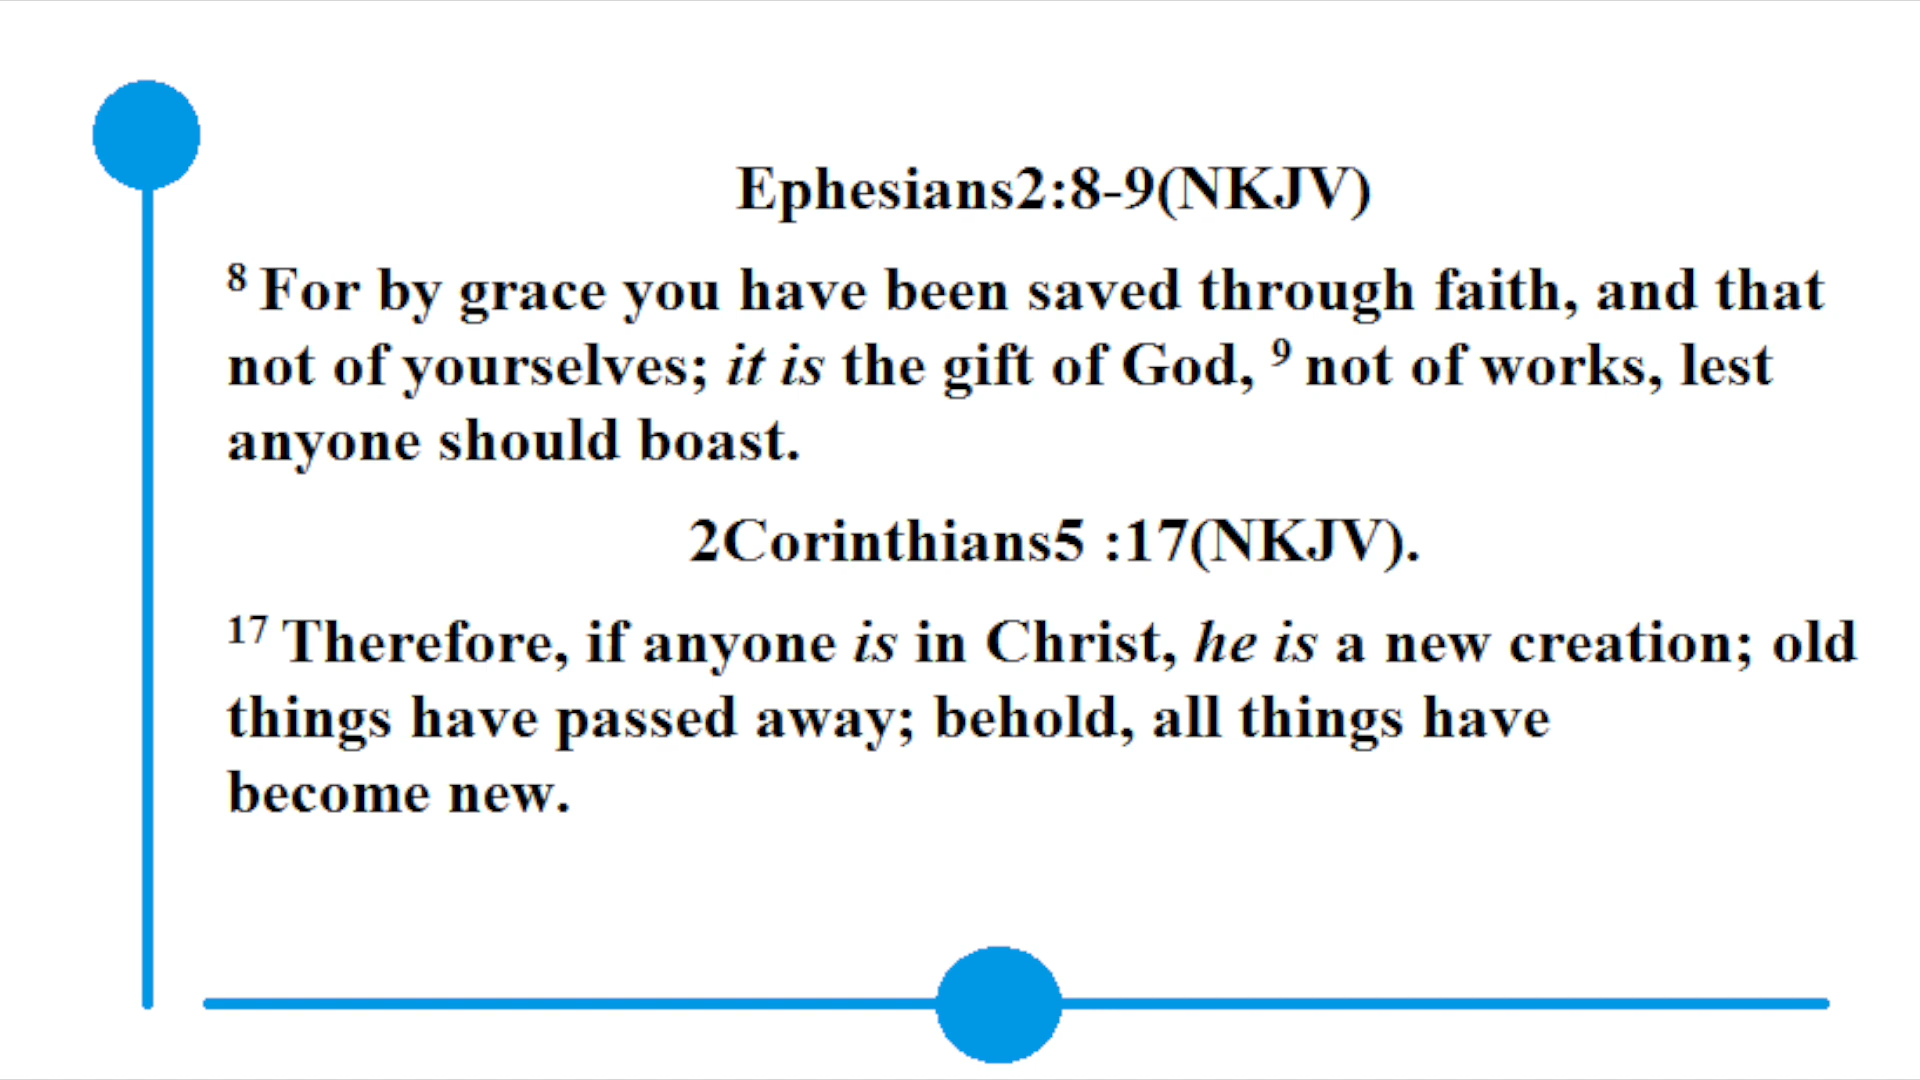 Ephesians2:8-9(NKJV)
8 For by grace you have been saved through faith, and that
not of yourselves; it is the gift of God, 9 not of works, lest
anyone should boast.
2Corinthians5 :17(NKJV).
17 Therefore, if anyone is in Christ, he is a new creation; old
things have passed away; behold, all things have
become new.